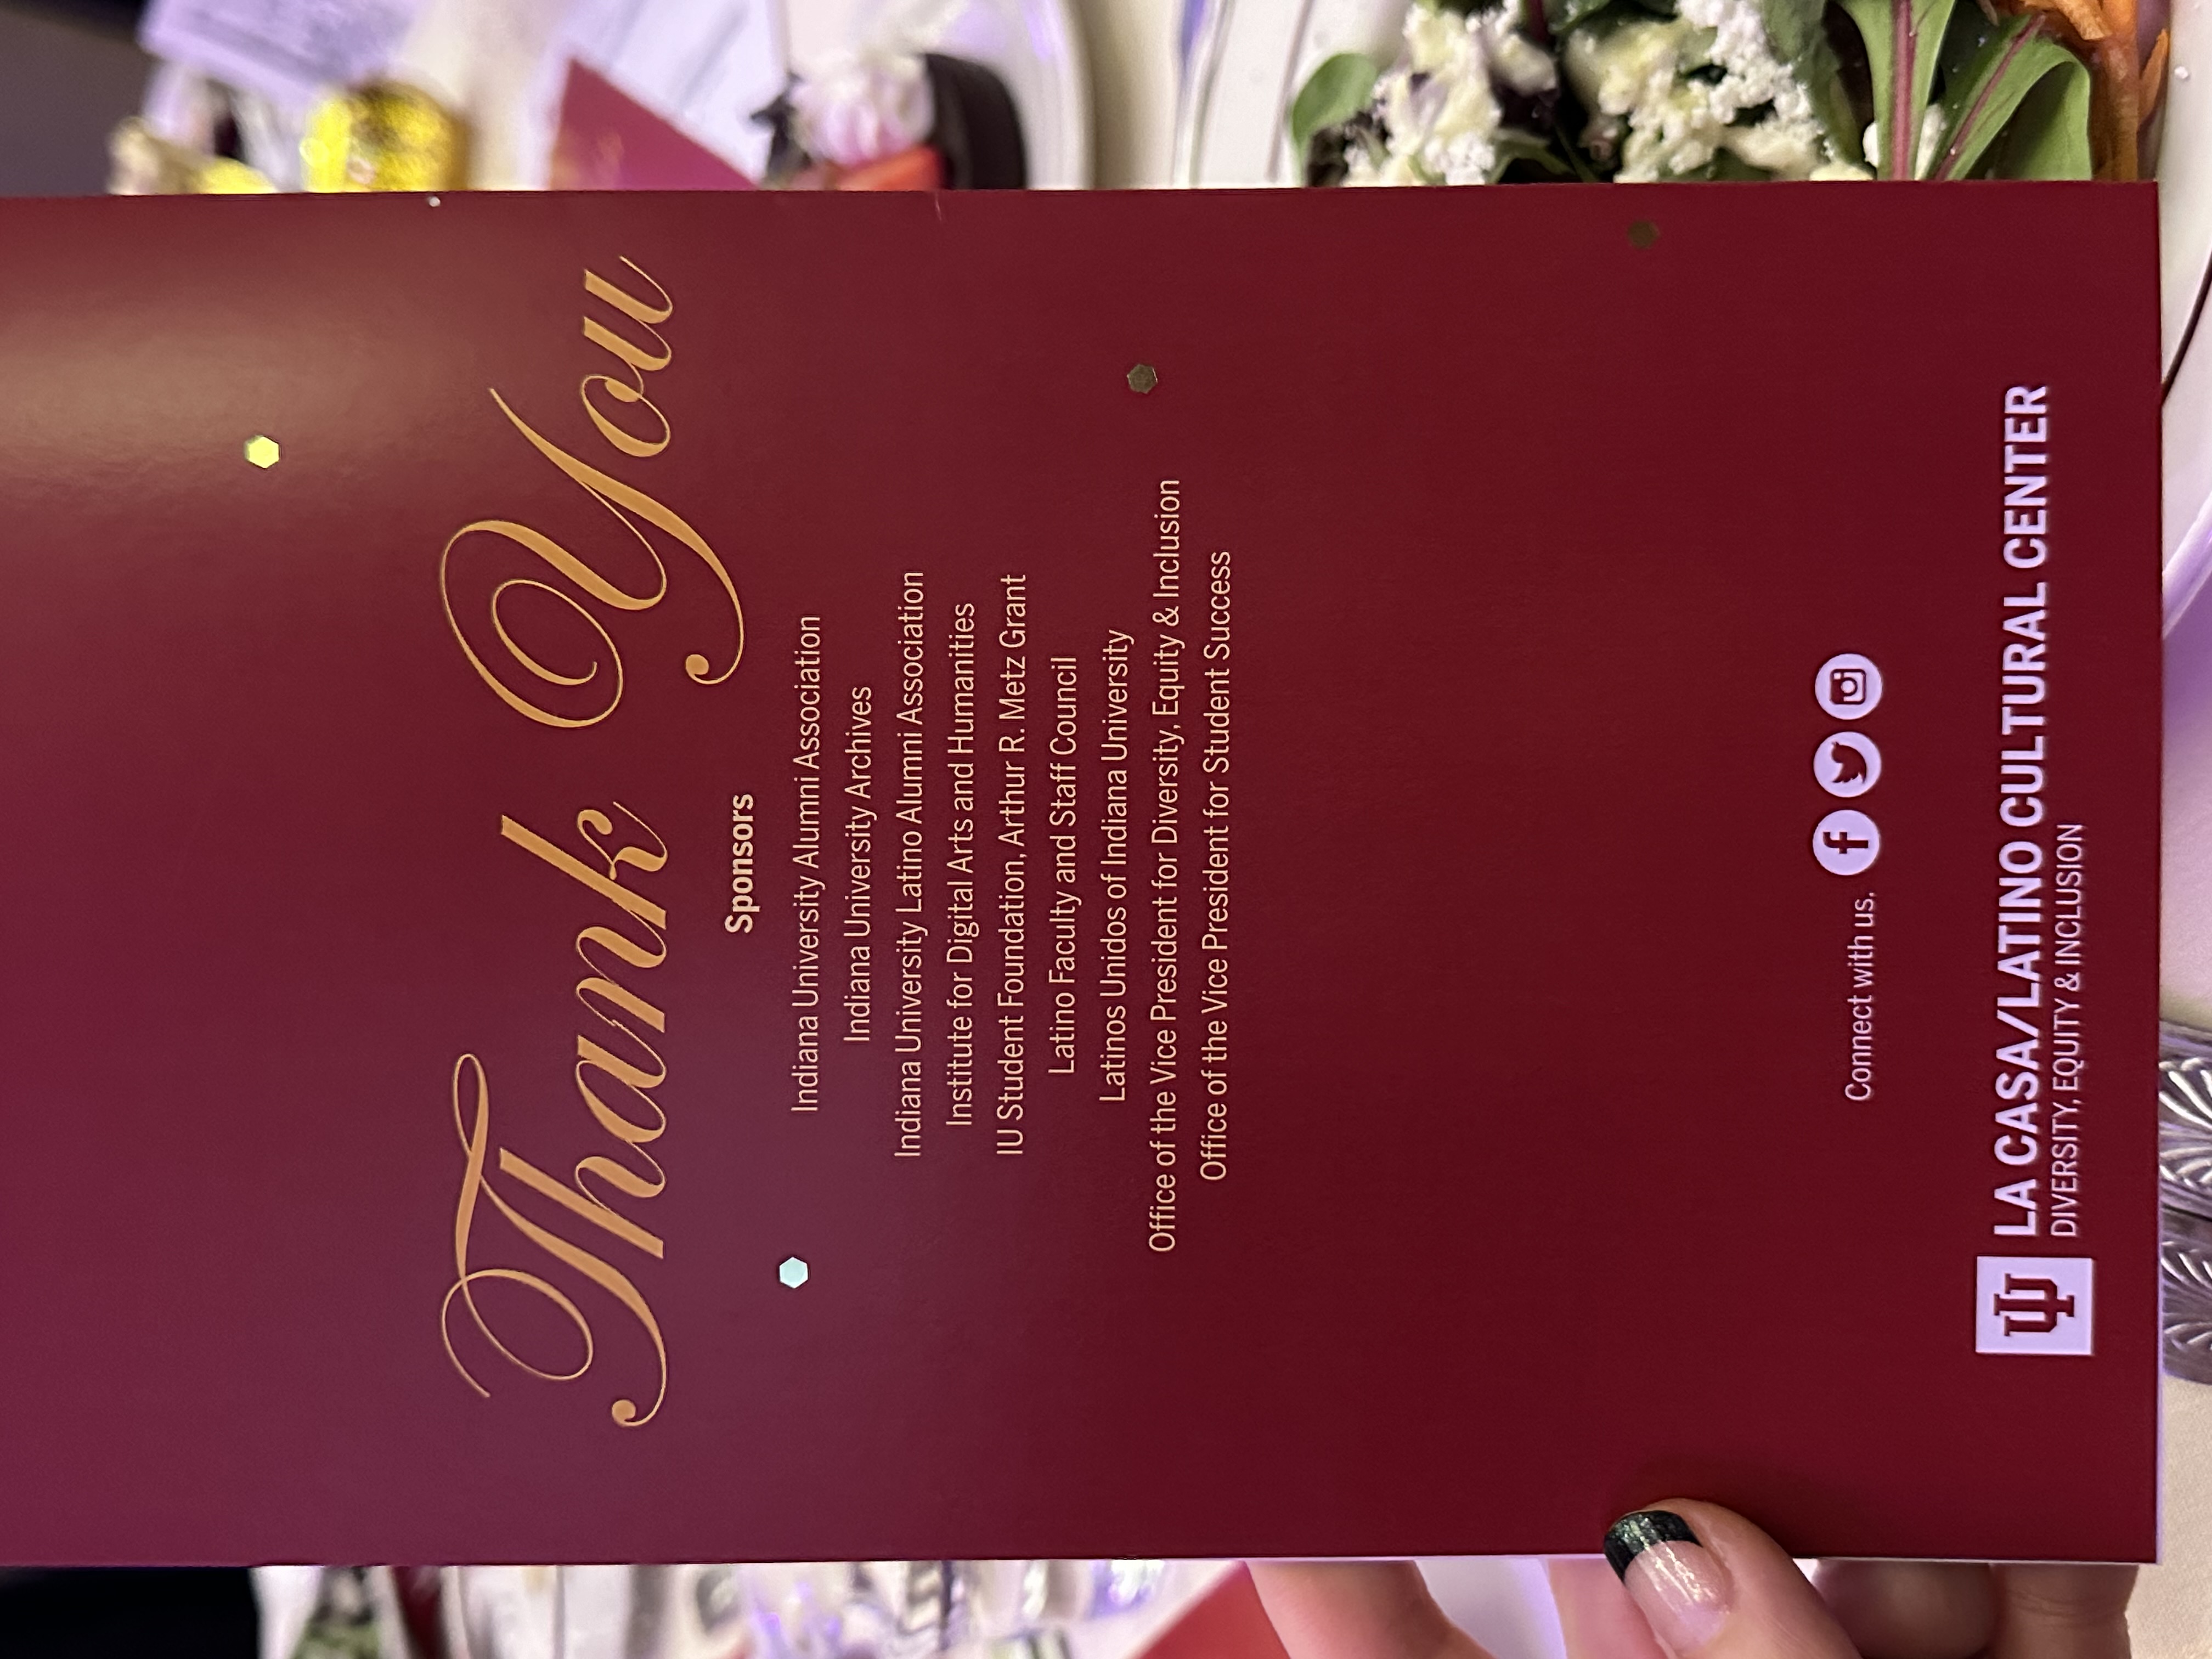 Thank You
Sponsors
Indiana University Alumni Association
Indiana University Archives
Indiana University Latino Alumni Association
Institute for Digital Arts and Humanities
IU Student Foundation, Arthur R. Metz Grant
Latino Faculty and Staff Council
Latinos Unidos of Indiana University
Office of the Vice President for Diversity, Equity & Inclusion
Office of the Vice President for Student Success
Connect with us.
LA CASA/LATINO CULTURAL CENTER
DIVERSITY, EQUITY & INCLUSION